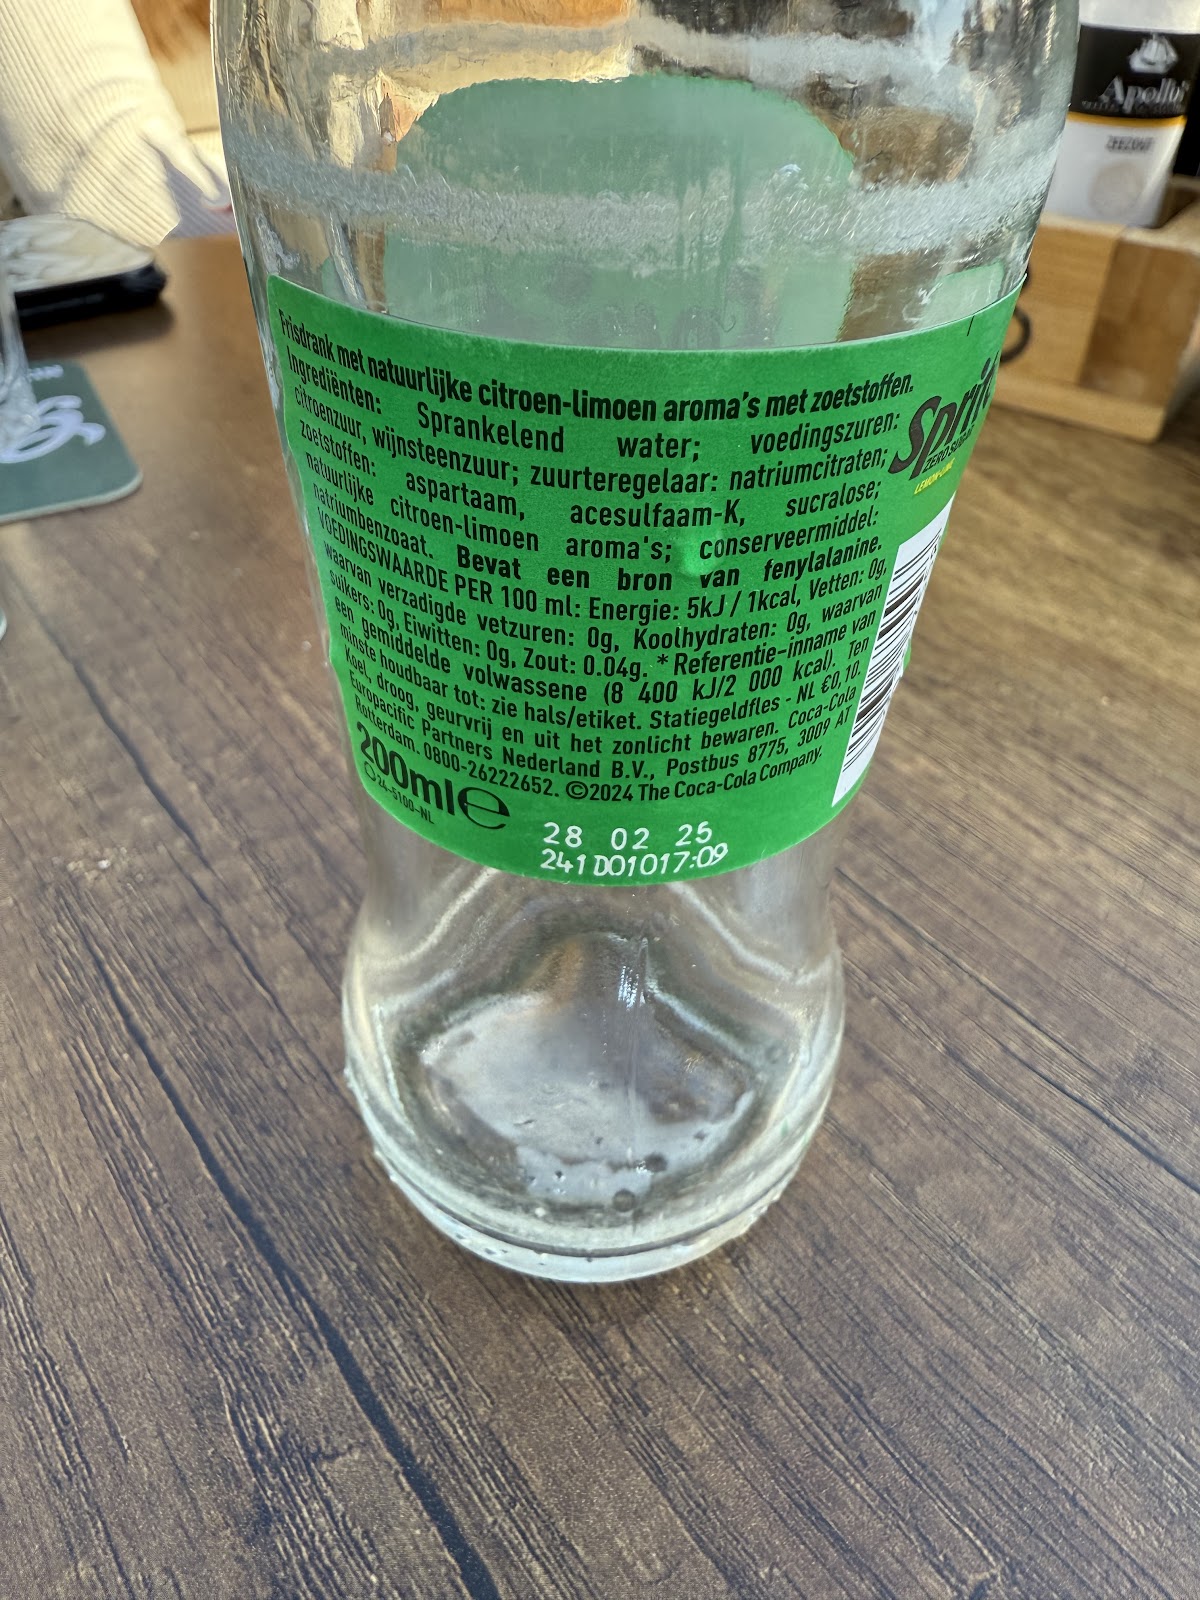 Apollo
ZEEZOUT
Frisdrank met natuurlijke citroen-limoen aroma's met zoetstoffen.
Ingrediënten: Sprankelend water; voedingszuren:
citroenzuur, wijnsteenzuur; zuurteregelaar: natriumcitraten;
zoetstoffen: aspartaam, acesulfaam-K, sucralose;
natuurlijke citroen-limoen aroma's; conserveermiddel:
natriumbenzoaat. Bevat een bron van fenylalanine.
VOEDINGSWAARDE PER 100 ml: Energie: 5kJ / 1kcal, Vetten: 0g,
waarvan verzadigde vetzuren: 0g, Koolhydraten: 0g, waarvan
suikers: 0g, Eiwitten: 0g, Zout: 0.04g. * Referentie-inname van
een gemiddelde volwassene (8 400 kJ/2 000 kcal). Ten
minste houdbaar tot: zie hals/etiket. Statiegeldfles - NL €0,10.
Koel, droog, geurvrij en uit het zonlicht bewaren. Coca-Cola
Europacific Partners Nederland B.V., Postbus 8775, 3009 AT
Rotterdam. 0800-26222652. ©2024 The Coca-Cola Company.
200ml e
24-5100-NL
Sprite
ZERO SUGAR
LEMON-LIME
28 02 25
241D01017:09